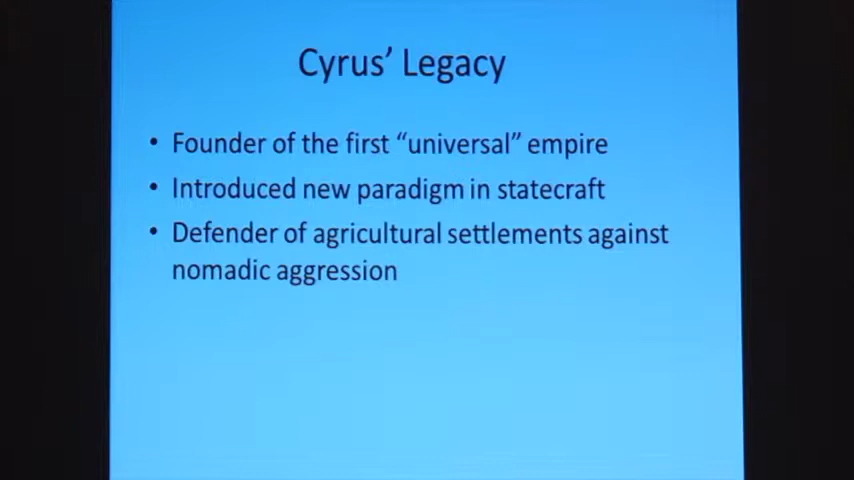 Cyrus’ Legacy
• Founder of the first “universal” empire
• Introduced new paradigm in statecraft
• Defender of agricultural settlements against
nomadic aggression